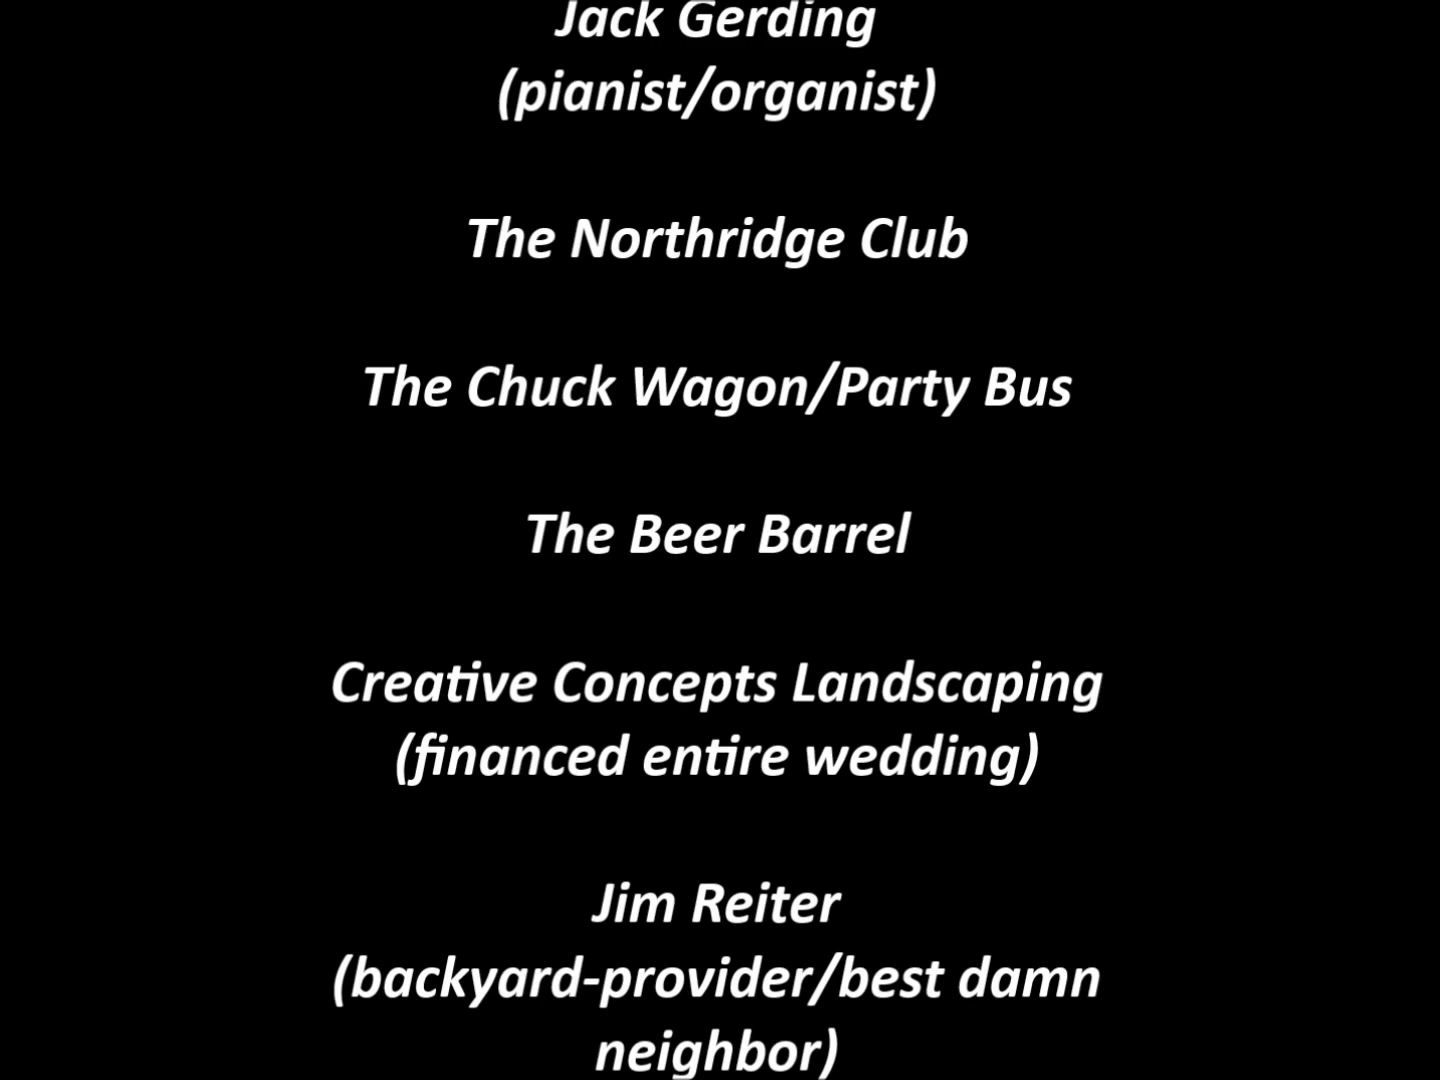 Jack Gerding
(pianist/organist)
The Northridge Club
The Chuck Wagon/Party Bus
The Beer Barrel
Creative Concepts Landscaping
(financed entire wedding)
Jim Reiter
(backyard-provider/best damn
neighbor)